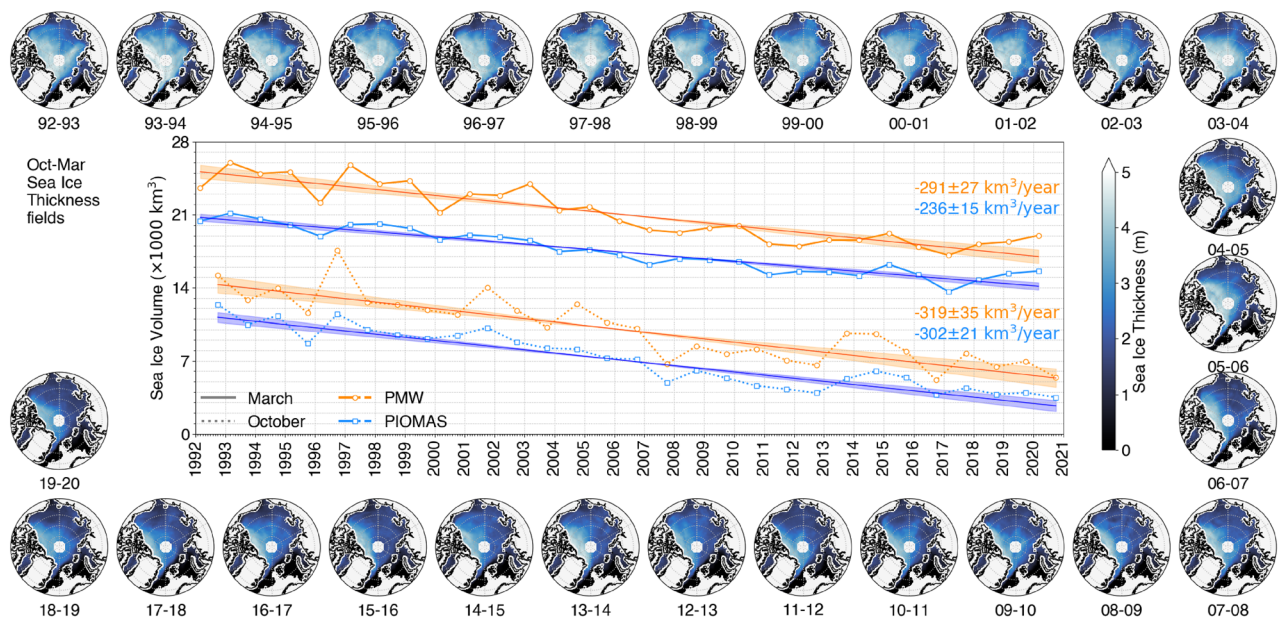 92-93 93-94 94-95 95-96 96-97 97-98 98-99 99-00 00-01 01-02 02-03 03-04
Oct-Mar
Sea Ice
Thickness
fields
28
21
14
7
0
Sea Ice Volume (×1000 km³)
-291±27 km³/year
-236±15 km³/year
-319±35 km³/year
-302±21 km³/year
March
October
PMW
PIOMAS
1992 1993 1994 1995 1996 1997 1998 1999 2000 2001 2002 2003 2004 2005 2006 2007 2008 2009 2010 2011 2012 2013 2014 2015 2016 2017 2018 2019 2020 2021
5
4
3
2
1
0
Sea Ice Thickness (m)
04-05
05-06
06-07
19-20
18-19 17-18 16-17 15-16 14-15 13-14 12-13 11-12 10-11 09-10 08-09 07-08